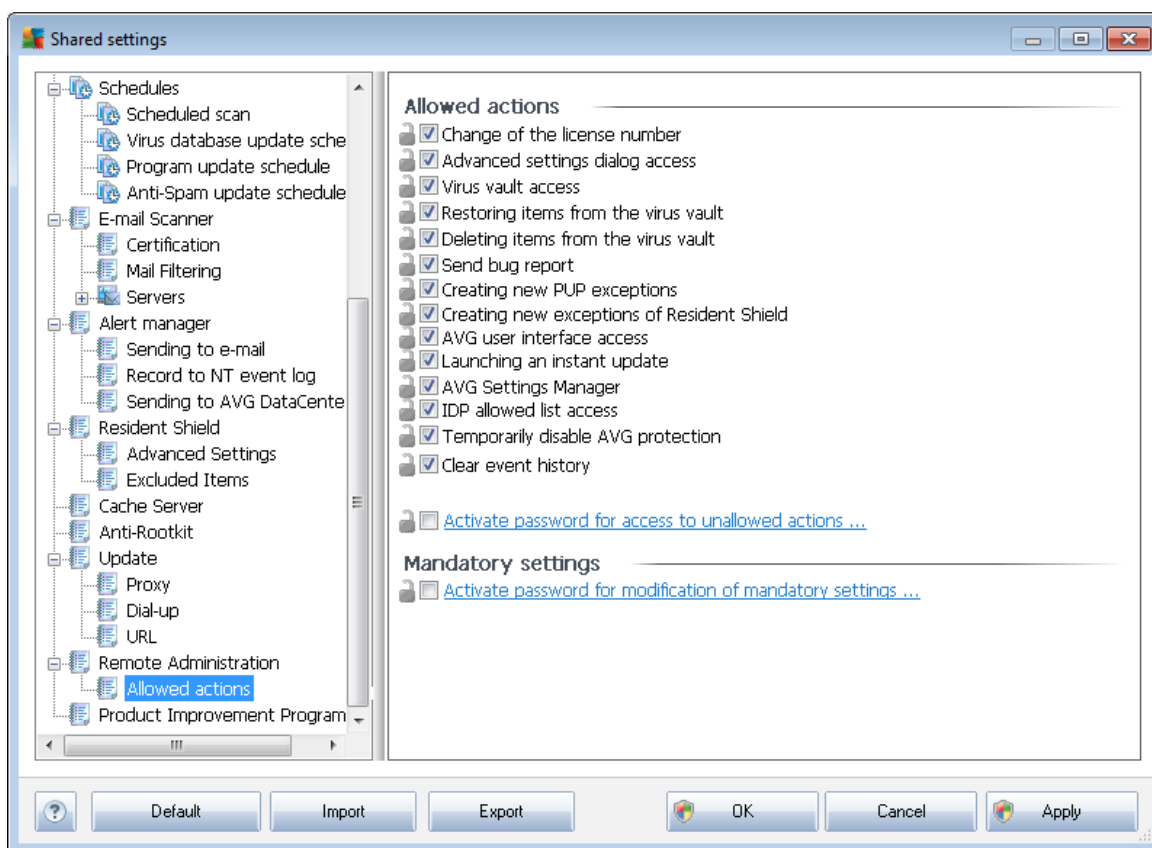 Shared settings
Schedules
Scheduled scan
Virus database update sche
Program update schedule
Anti-Spam update schedule
E-mail Scanner
Certification
Mail Filtering
Servers
Alert manager
Sending to e-mail
Record to NT event log
Sending to AVG DataCente
Resident Shield
Advanced Settings
Excluded Items
Cache Server
Anti-Rootkit
Update
Proxy
Dial-up
URL
Remote Administration
Allowed actions
Product Improvement Program
Allowed actions
Change of the license number
Advanced settings dialog access
Virus vault access
Restoring items from the virus vault
Deleting items from the virus vault
Send bug report
Creating new PUP exceptions
Creating new exceptions of Resident Shield
AVG user interface access
Launching an instant update
AVG Settings Manager
IDP allowed list access
Temporarily disable AVG protection
Clear event history
Activate password for access to unallowed actions ...
Mandatory settings
Activate password for modification of mandatory settings ...
? Default Import Export OK Cancel Apply